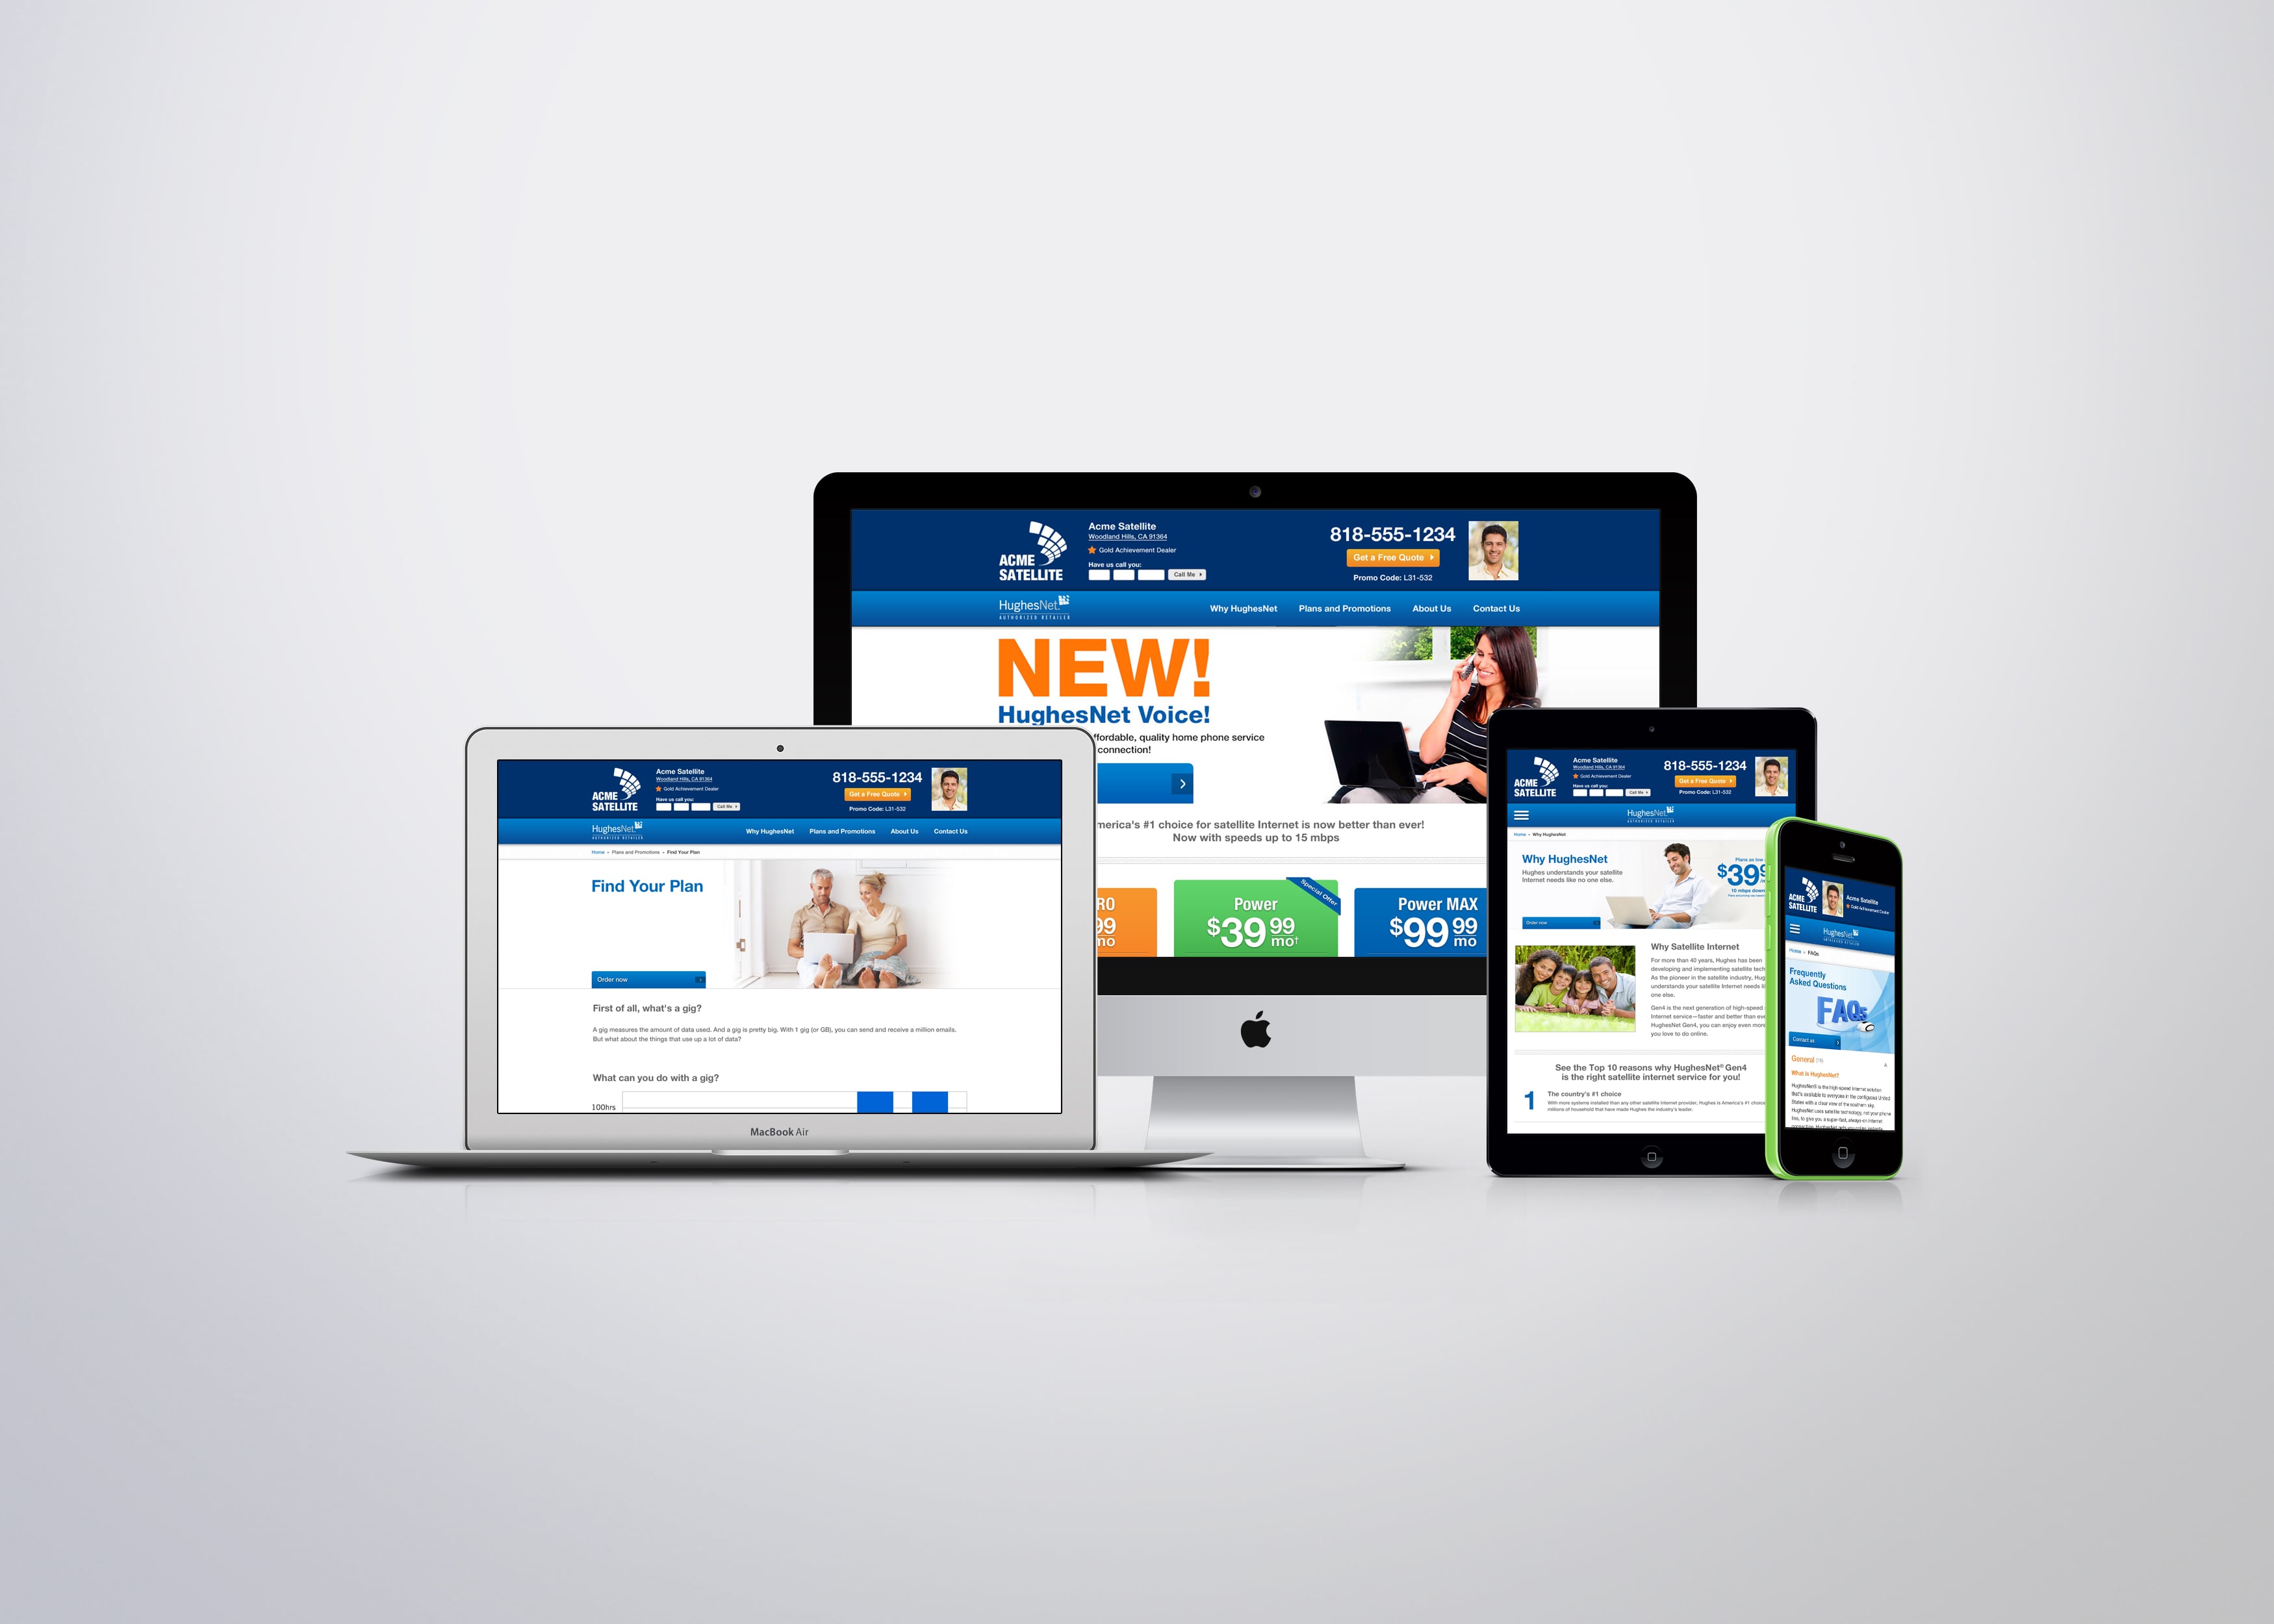 ACME
SATELLITE
Acme Satellite
Woodland Hills, CA 91364
Gold Achievement Dealer
Have us call you:
Call Me
818-555-1234
Get a Free Quote
Promo Code: L31-532
HughesNet.
AUTHORIZED RETAILER
Why HughesNet
Plans and Promotions
About Us
Contact Us
NEW!
HughesNet Voice!
ffordable, quality home phone service
connection!
merica's #1 choice for satellite Internet is now better than ever!
Now with speeds up to 15 mbps
RO
99
mo
Special Offer
Power
$39 99
mo†
Power MAX
$99 99
mo
ACME
SATELLITE
Acme Satellite
Woodland Hills, CA 91364
Gold Achievement Dealer
Have us call you:
Call Me
818-555-1234
Get a Free Quote
Promo Code: L31-532
HughesNet.
AUTHORIZED RETAILER
Why HughesNet
Plans and Promotions
About Us
Contact Us
Home » Plans and Promotions » Find Your Plan
Find Your Plan
Order now
First of all, what's a gig?
A gig measures the amount of data used. And a gig is pretty big. With 1 gig (or GB), you can send and receive a million emails.
But what about the things that use up a lot of data?
What can you do with a gig?
100hrs
MacBook Air
ACME
SATELLITE
Acme Satellite
Woodland Hills, CA 91364
Gold Achievement Dealer
Have us call you:
Call Me
818-555-1234
Get a Free Quote
Promo Code: L31-532
HughesNet.
AUTHORIZED RETAILER
Home » Why HughesNet
Why HughesNet
Hughes understands your satellite
Internet needs like no one else.
Plans as low
$39
10 mbps down
Order now
Why Satellite Internet
For more than 40 years, Hughes has been
developing and implementing satellite tech
As the pioneer in the satellite industry, Hug
understands your satellite Internet needs li
one else.
Gen4 is the next generation of high-speed
Internet service—faster and better than eve
HughesNet Gen4, you can enjoy even more
you love to do online.
See the Top 10 reasons why HughesNet® Gen4
is the right satellite internet service for you!
1
The country's #1 choice
With more systems installed than any other satellite Internet provider, Hughes is America's #1 choice
millions of household that have made Hughes the industry's leader.
ACME
SATELLITE
Acme Satellite
Gold Achievement Dealer
HughesNet.
AUTHORIZED RETAILER
Home » FAQs
Frequently
Asked Questions
FAQs
Contact us
General
What is HughesNet?
HughesNet® is the high-speed Internet solution
that's available to everyone in the contiguous United
States with a clear view of the southern sky.
HughesNet uses satellite technology, not your phone
line, to give you a super-fast, always-on Internet